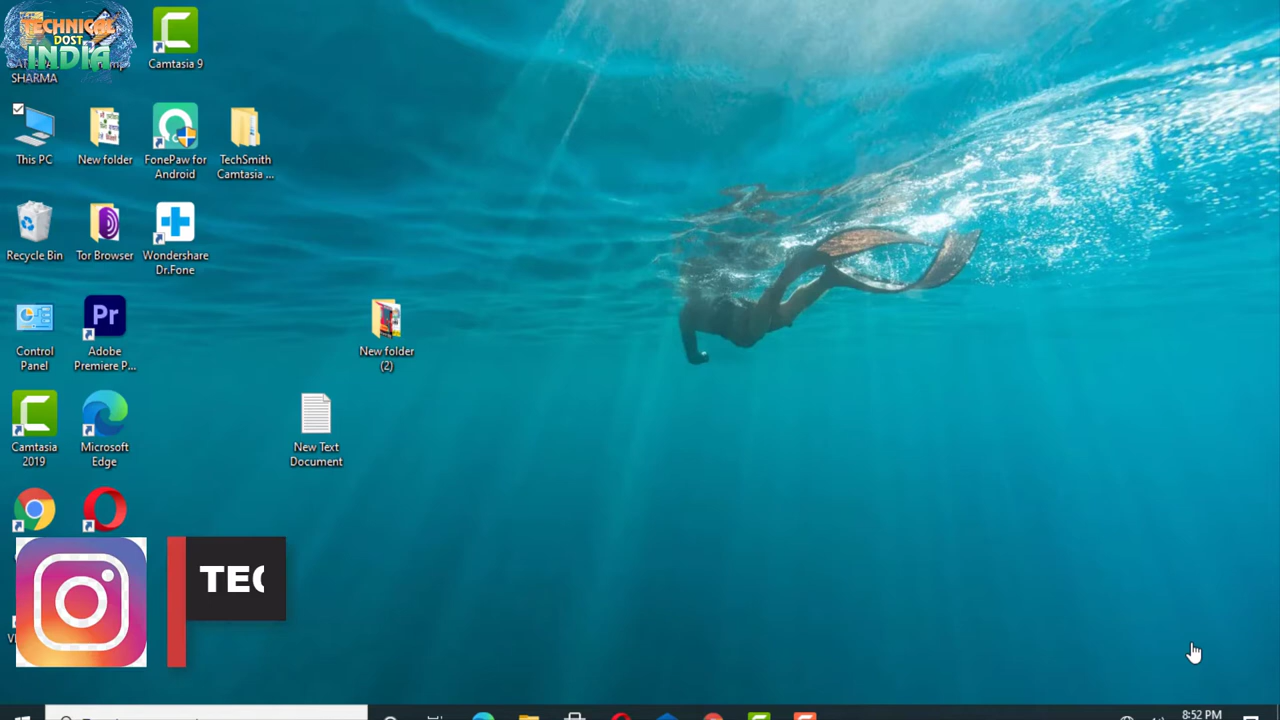 TECHNICAL
DOST
INDIA
SHARMA
Camtasia 9
This PC
New folder
FonePaw for
Android
TechSmith
Camtasia ...
Recycle Bin
Tor Browser
Wondershare
Dr.Fone
Control
Panel
Pr
Adobe
Premiere P...
New folder
(2)
Camtasia
2019
Microsoft
Edge
New Text
Document
TEC
8:52 PM